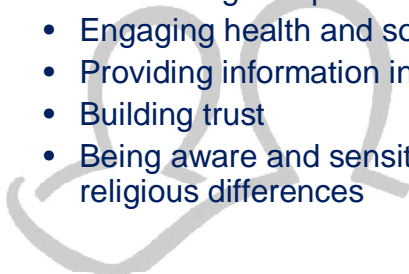 • Engaging health and
• Providing information
• Building trust
• Being aware and
religious differences